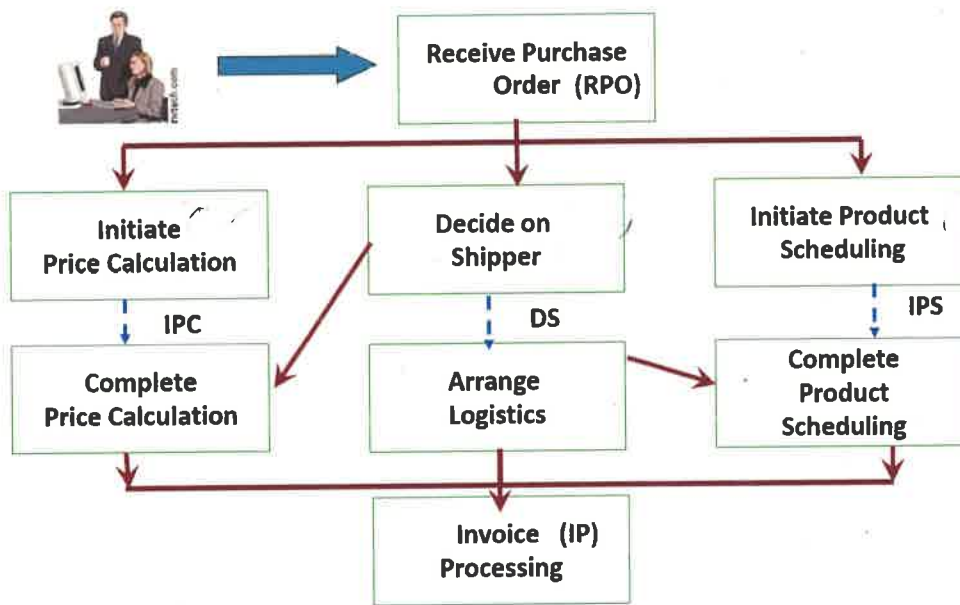 Receive Purchase
Order (RPO)
Initiate
Price Calculation
Decide on
Shipper
Initiate Product
Scheduling
IPC
DS
IPS
Complete
Price Calculation
Arrange
Logistics
Complete
Product
Scheduling
Invoice (IP)
Processing